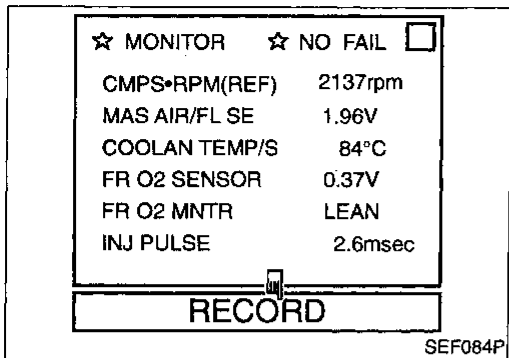 ☆ MONITOR ☆ NO FAIL
CMPS•RPM(REF) 2137rpm
MAS AIR/FL SE 1.96V
COOLAN TEMP/S 84°C
FR O2 SENSOR 0.37V
FR O2 MNTR LEAN
INJ PULSE 2.6msec
RECORD
SEF084P